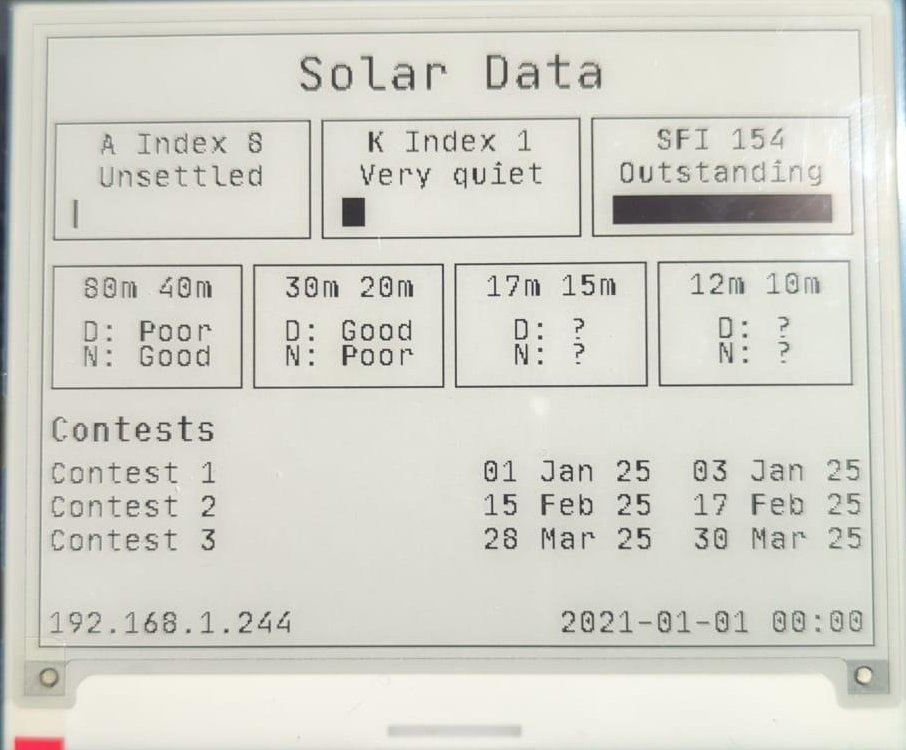 Solar Data
A Index 8
Unsettled
K Index 1
Very quiet
SFI 154
Outstanding
80m 40m
D: Poor
N: Good
30m 20m
D: Good
N: Poor
17m 15m
D: ?
N: ?
12m 10m
D: ?
N: ?
Contests
Contest 1 01 Jan 25 03 Jan 25
Contest 2 15 Feb 25 17 Feb 25
Contest 3 28 Mar 25 30 Mar 25
192.168.1.244 2021-01-01 00:00